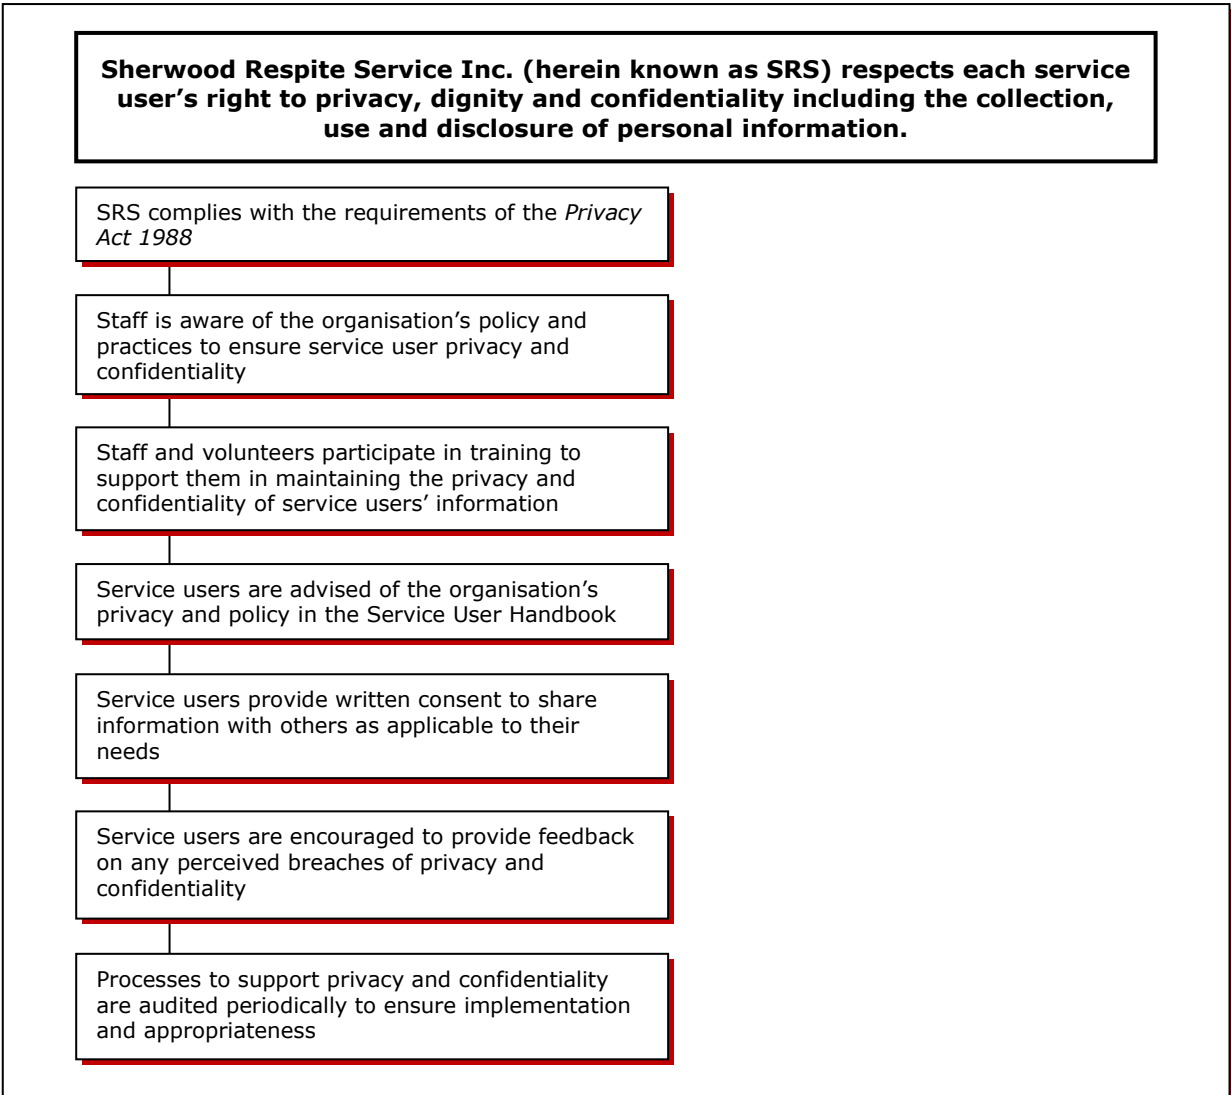 Sherwood Respite Service Inc. (herein known as SRS) respects each service
user’s right to privacy, dignity and confidentiality including the collection,
use and disclosure of personal information.
SRS complies with the requirements of the Privacy
Act 1988
Staff is aware of the organisation’s policy and
practices to ensure service user privacy and
confidentiality
Staff and volunteers participate in training to
support them in maintaining the privacy and
confidentiality of service users’ information
Service users are advised of the organisation’s
privacy and policy in the Service User Handbook
Service users provide written consent to share
information with others as applicable to their
needs
Service users are encouraged to provide feedback
on any perceived breaches of privacy and
confidentiality
Processes to support privacy and confidentiality
are audited periodically to ensure implementation
and appropriateness